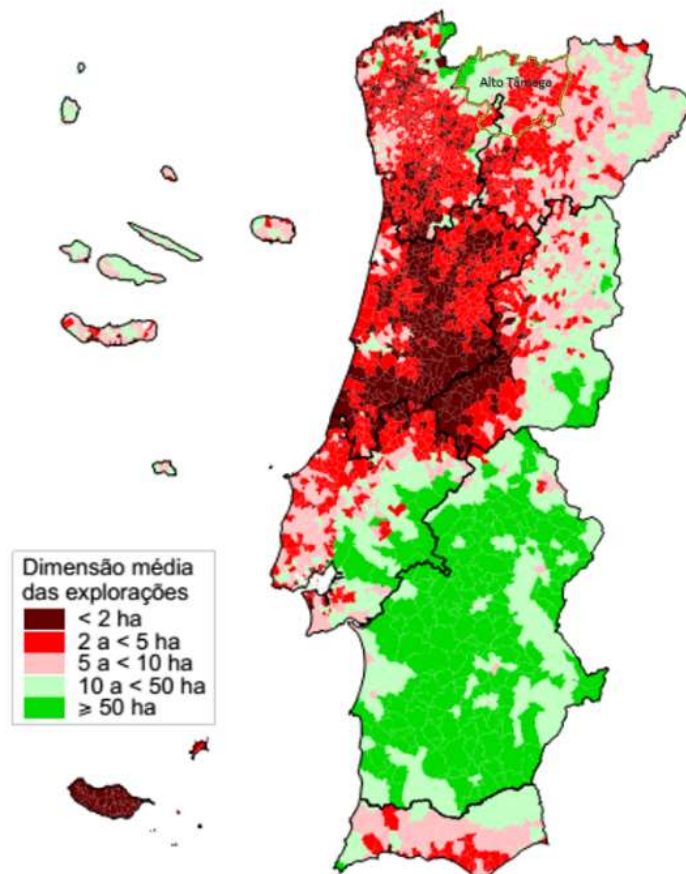 Alto Tâmega
Dimensão média
das explorações
< 2 ha
2 a < 5 ha
5 a < 10 ha
10 a < 50 ha
⩾ 50 ha